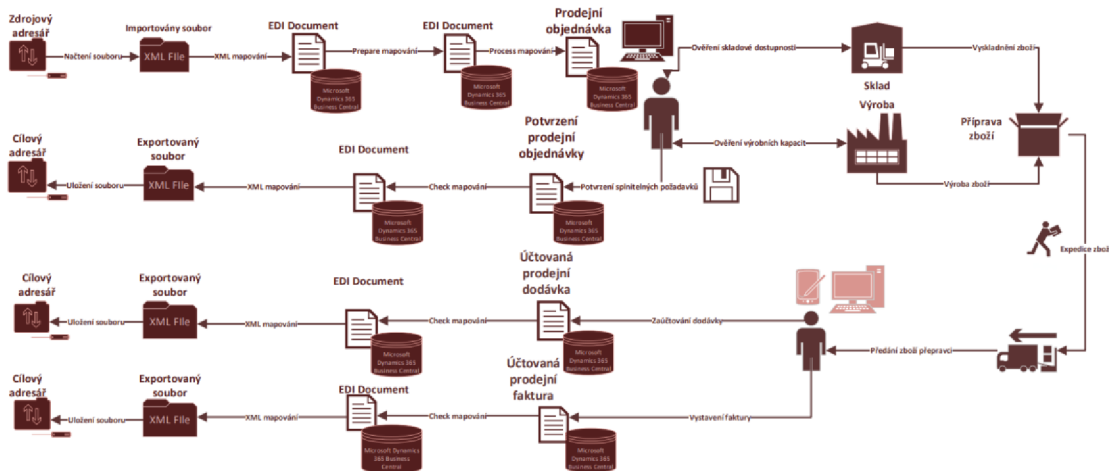 Zdrojový
adresář
Načtení souboru
Importovány soubor
XML File
XML mapování
EDI Document
Microsoft
Dynamics 365
Business Central
Prepare mapování
EDI Document
Microsoft
Dynamics 365
Business Central
Process mapování
Prodejní
objednávka
Microsoft
Dynamics 365
Business Central
Ověření skladové dostupnosti
Sklad
Vyskladnění zboží
Ověření výrobních kapacit
Výroba
Výroba zboží
Příprava
zboží
Cílový
adresář
Uložení souboru
Exportovaný
soubor
XML File
XML mapování
EDI Document
Microsoft
Dynamics 365
Business Central
Check mapování
Potvrzení
prodejní
objednávky
Microsoft
Dynamics 365
Business Central
Potvrzení splnitelných požadavků
Expedice zboží
Cílový
adresář
Uložení souboru
Exportovaný
soubor
XML File
XML mapování
EDI Document
Microsoft
Dynamics 365
Business Central
Check mapování
Účtovaná
prodejní
dodávka
Microsoft
Dynamics 365
Business Central
Zaúčtování dodávky
Předání zboží přepravci
Cílový
adresář
Uložení souboru
Exportovaný
soubor
XML File
XML mapování
EDI Document
Microsoft Dynamics
365 Business
Central
Check mapování
Účtovaná
prodejní
faktura
Microsoft
Dynamics 365
Business Central
Vystavení faktury